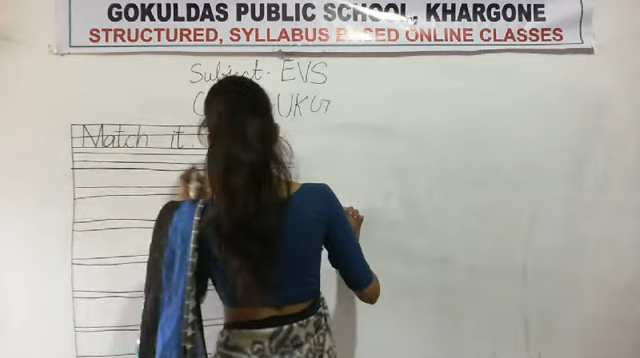 GOKULDAS PUBLIC SCHOOL, KHARGONE
STRUCTURED, SYLLABUS BASED ONLINE CLASSES
Subject - EVS
UKG
Match it.